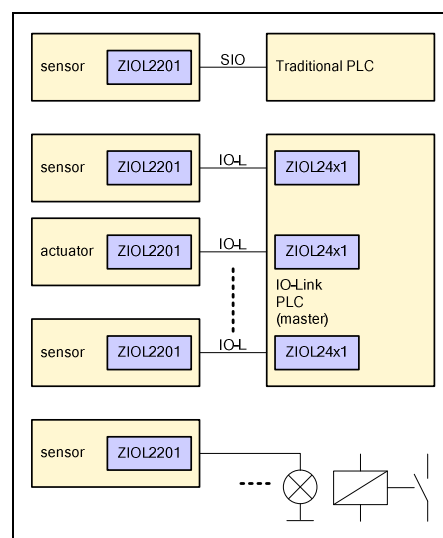 sensor ZIOL2201 SIO Traditional PLC
sensor ZIOL2201 IO-L ZIOL24x1
actuator ZIOL2201 IO-L ZIOL24x1
IO-Link
PLC
(master)
sensor ZIOL2201 IO-L ZIOL24x1
sensor ZIOL2201